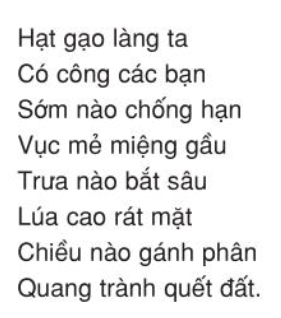 Hạt gạo làng ta
Có công các bạn
Sớm nào chống hạn
Vục mẻ miệng gầu
Trưa nào bắt sâu
Lúa cao rát mặt
Chiều nào gánh phân
Quang trành quết đất.